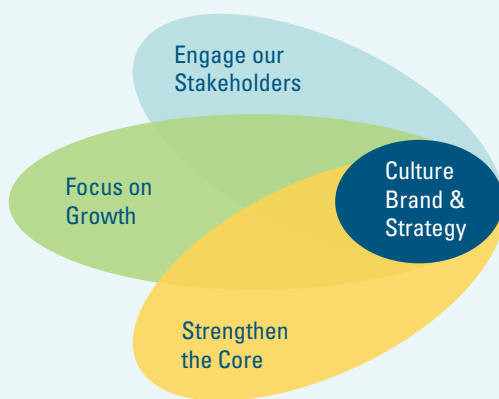 Engage our
Stakeholders
Focus on
Growth
Culture
Brand &
Strategy
Strengthen
the Core